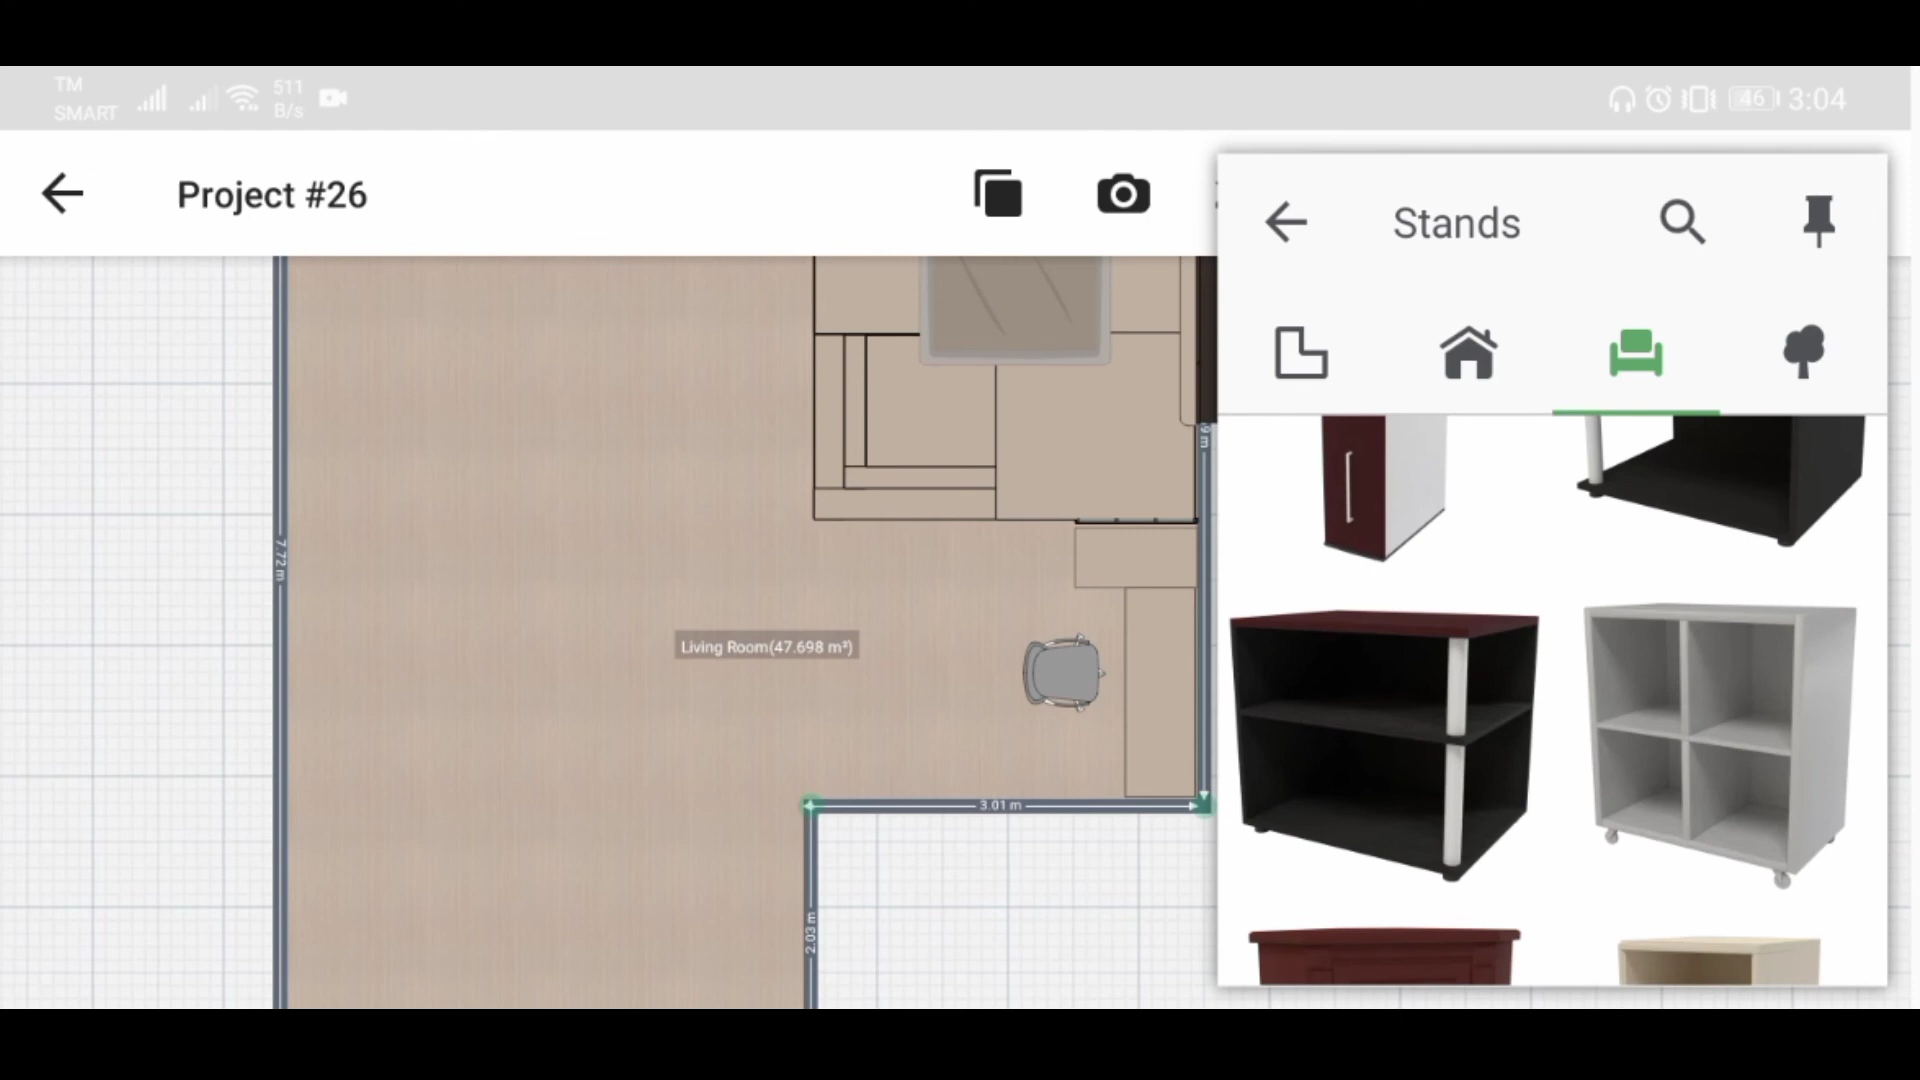 TM
SMART
511
B/s
46
3:04
Project #26
Stands
9 m
7.72 m
Living Room(47.698 m²)
3.01 m
2.03 m